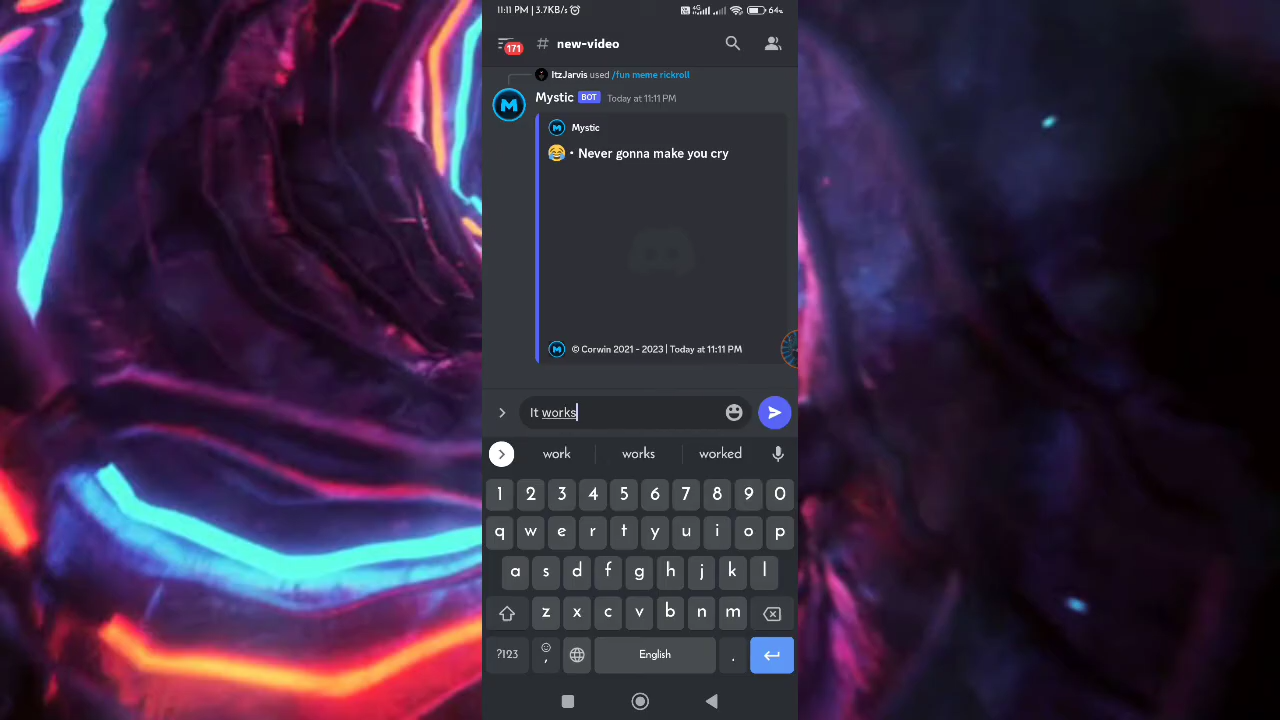 11:11 PM | 3.7KB/s 4G 64%
171 # new-video
ItzJarvis used /fun meme rickroll
Mystic BOT Today at 11:11 PM
Mystic
😂 • Never gonna make you cry
© Corwin 2021 - 2023 | Today at 11:11 PM
It works
work works worked
1 2 3 4 5 6 7 8 9 0
q w e r t y u i o p
a s d f g h j k l
z x c v b n m
?123 , English .